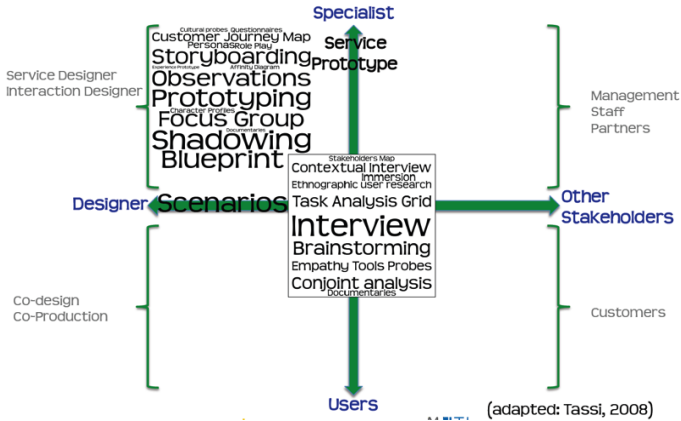 Specialist
Cultural probes Questionnaires
Customer Journey Map
Personas Role Play
Storyboarding
Experience Prototype Affinity Diagram
Observations
Prototyping
Character Profiles
Focus Group
Documentaries
Shadowing
Blueprint
Service
Prototype
Service Designer
Interaction Designer
Management
Staff
Partners
Stakeholders Map
Contextual Interview
Immersion
Ethnographic user research
Task Analysis Grid
Interview
Brainstorming
Empathy Tools Probes
Conjoint analysis
Documentaries
Designer
Scenarios
Other
Stakeholders
Co-design
Co-Production
Customers
Users
(adapted: Tassi, 2008)